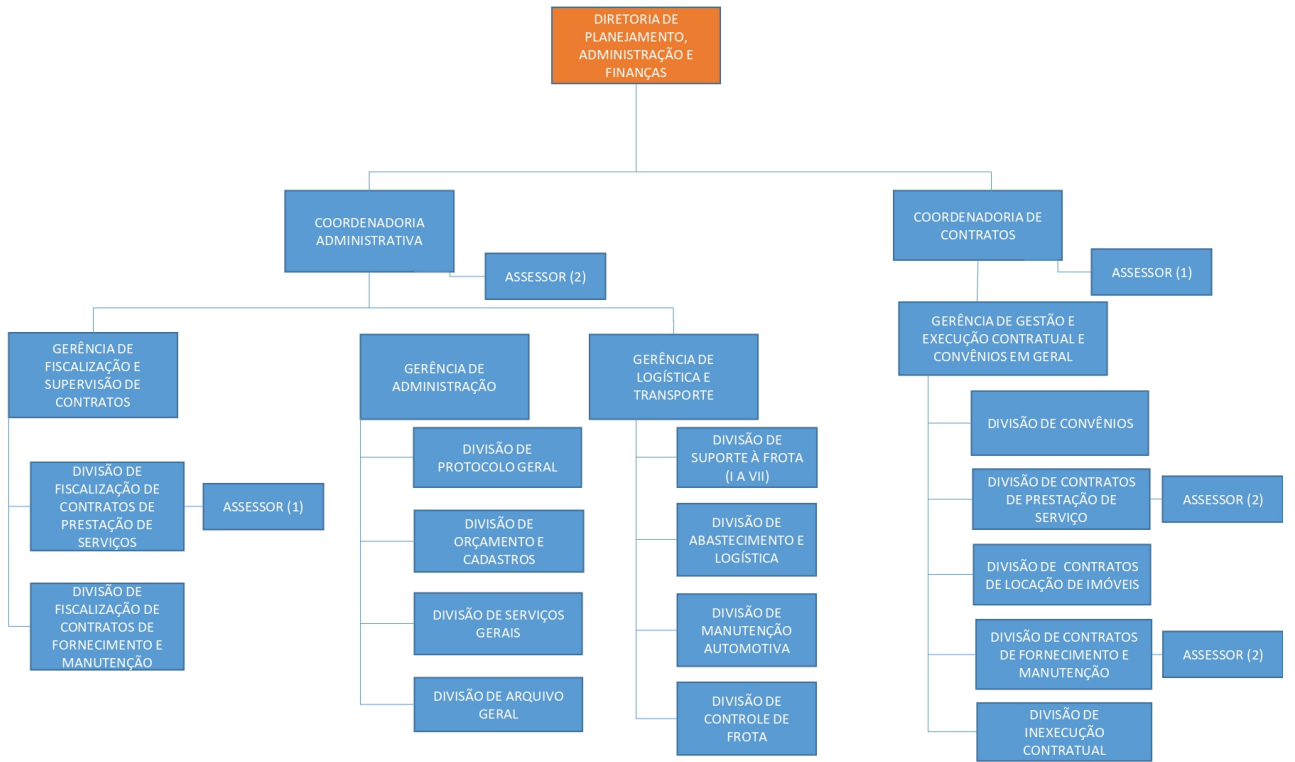 DIRETORIA DE
PLANEJAMENTO,
ADMINISTRAÇÃO E
FINANÇAS
COORDENADORIA
ADMINISTRATIVA
ASSESSOR (2)
COORDENADORIA DE
CONTRATOS
ASSESSOR (1)
GERÊNCIA DE
FISCALIZAÇÃO E
SUPERVISÃO DE
CONTRATOS
DIVISÃO DE
FISCALIZAÇÃO DE
CONTRATOS DE
PRESTAÇÃO DE
SERVIÇOS
ASSESSOR (1)
DIVISÃO DE
FISCALIZAÇÃO DE
CONTRATOS DE
FORNECIMENTO E
MANUTENÇÃO
GERÊNCIA DE
ADMINISTRAÇÃO
DIVISÃO DE
PROTOCOLO GERAL
DIVISÃO DE
ORÇAMENTO E
CADASTROS
DIVISÃO DE SERVIÇOS
GERAIS
DIVISÃO DE ARQUIVO
GERAL
GERÊNCIA DE
LOGÍSTICA E
TRANSPORTE
DIVISÃO DE
SUPORTE À FROTA
(I A VII)
DIVISÃO DE
ABASTECIMENTO E
LOGÍSTICA
DIVISÃO DE
MANUTENÇÃO
AUTOMOTIVA
DIVISÃO DE
CONTROLE DE
FROTA
GERÊNCIA DE GESTÃO E
EXECUÇÃO CONTRATUAL E
CONVÊNIOS EM GERAL
DIVISÃO DE CONVÊNIOS
DIVISÃO DE CONTRATOS
DE PRESTAÇÃO DE
SERVIÇO
ASSESSOR (2)
DIVISÃO DE CONTRATOS
DE LOCAÇÃO DE IMÓVEIS
DIVISÃO DE CONTRATOS
DE FORNECIMENTO E
MANUTENÇÃO
ASSESSOR (2)
DIVISÃO DE
INEXECUÇÃO
CONTRATUAL